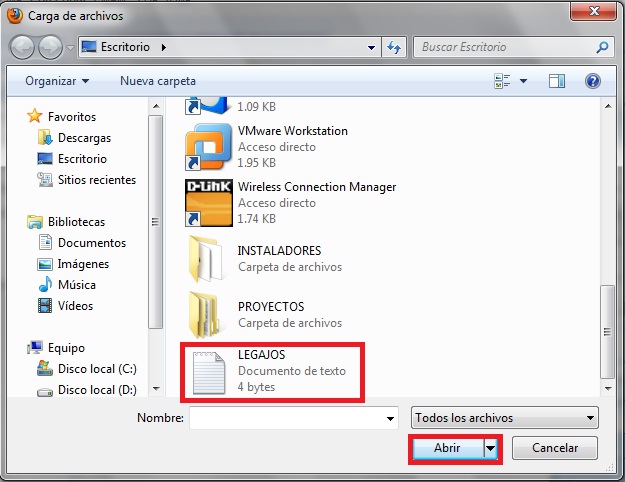 Carga de archivos
Escritorio
Buscar Escritorio
Organizar
Nueva carpeta
Favoritos
Descargas
Escritorio
Sitios recientes
Bibliotecas
Documentos
Imágenes
Música
Vídeos
Equipo
Disco local (C:)
Disco local (D:)
1.09 KB
VMware Workstation
Acceso directo
1.95 KB
D-Link
Wireless Connection Manager
Acceso directo
1.74 KB
INSTALADORES
Carpeta de archivos
PROYECTOS
Carpeta de archivos
LEGAJOS
Documento de texto
4 bytes
Nombre:
Todos los archivos
Abrir
Cancelar